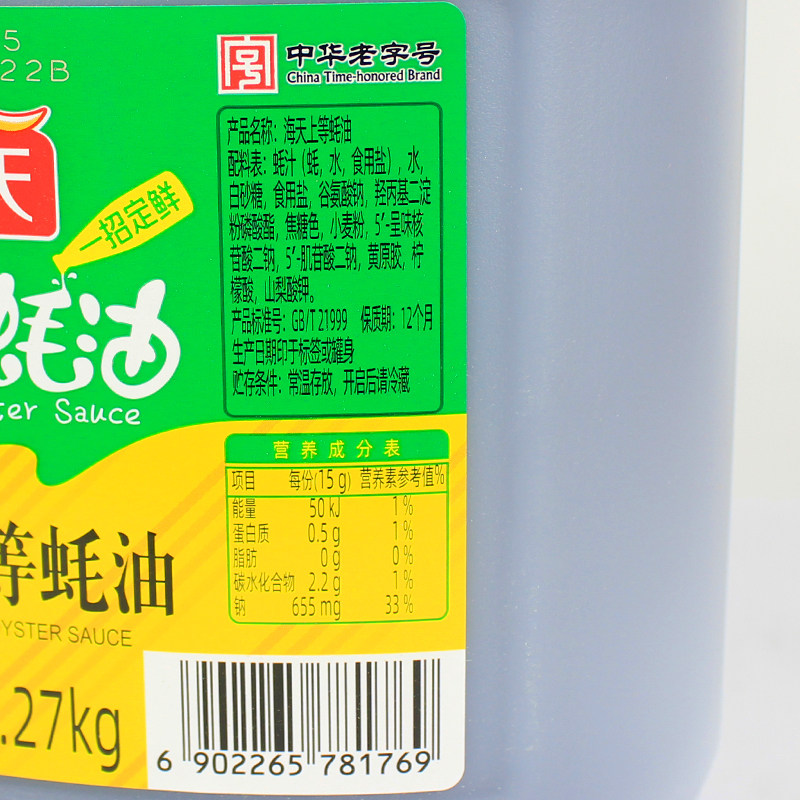 5
22B
中华老字号
China Time-honored Brand
天
一招定鲜
蚝油
ter Sauce
产品名称：海天上等蚝油
配料表：蚝汁（蚝，水，食用盐），水，
白砂糖，食用盐，谷氨酸钠，羟丙基二淀
粉磷酸酯，焦糖色，小麦粉，5'-呈味核
苷酸二钠，5'-肌苷酸二钠，黄原胶，柠
檬酸，山梨酸钾。
产品标准号：GB/T 21999 保质期：12个月
生产日期印于标签或罐身
贮存条件：常温存放，开启后请冷藏
营养成分表
项目 每份(15 g) 营养素参考值%
能量 50 kJ 1 %
蛋白质 0.5 g 1 %
脂肪 0 g 0 %
碳水化合物 2.2 g 1 %
钠 655 mg 33 %
等蚝油
YSTER SAUCE
.27kg
6 902265 781769